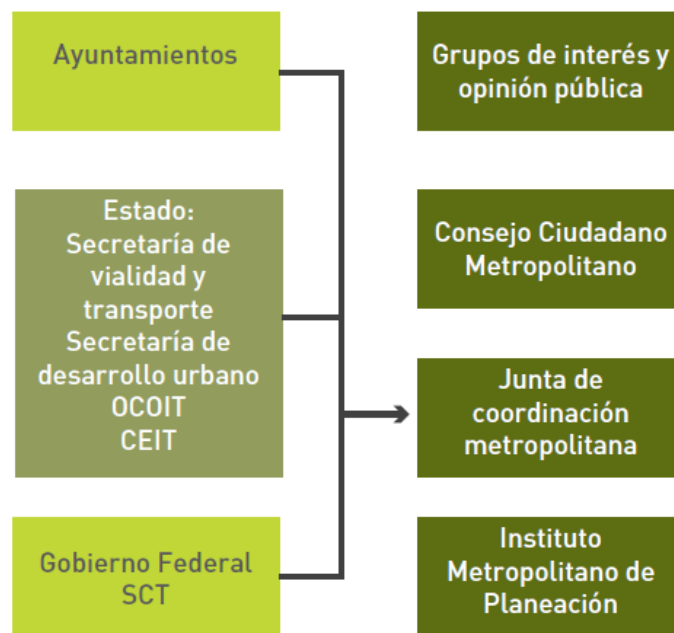 Ayuntamientos
Estado:
Secretaría de
vialidad y
transporte
Secretaría de
desarrollo urbano
OCOIT
CEIT
Gobierno Federal
SCT
Grupos de interés y
opinión pública
Consejo Ciudadano
Metropolitano
Junta de
coordinación
metropolitana
Instituto
Metropolitano de
Planeación